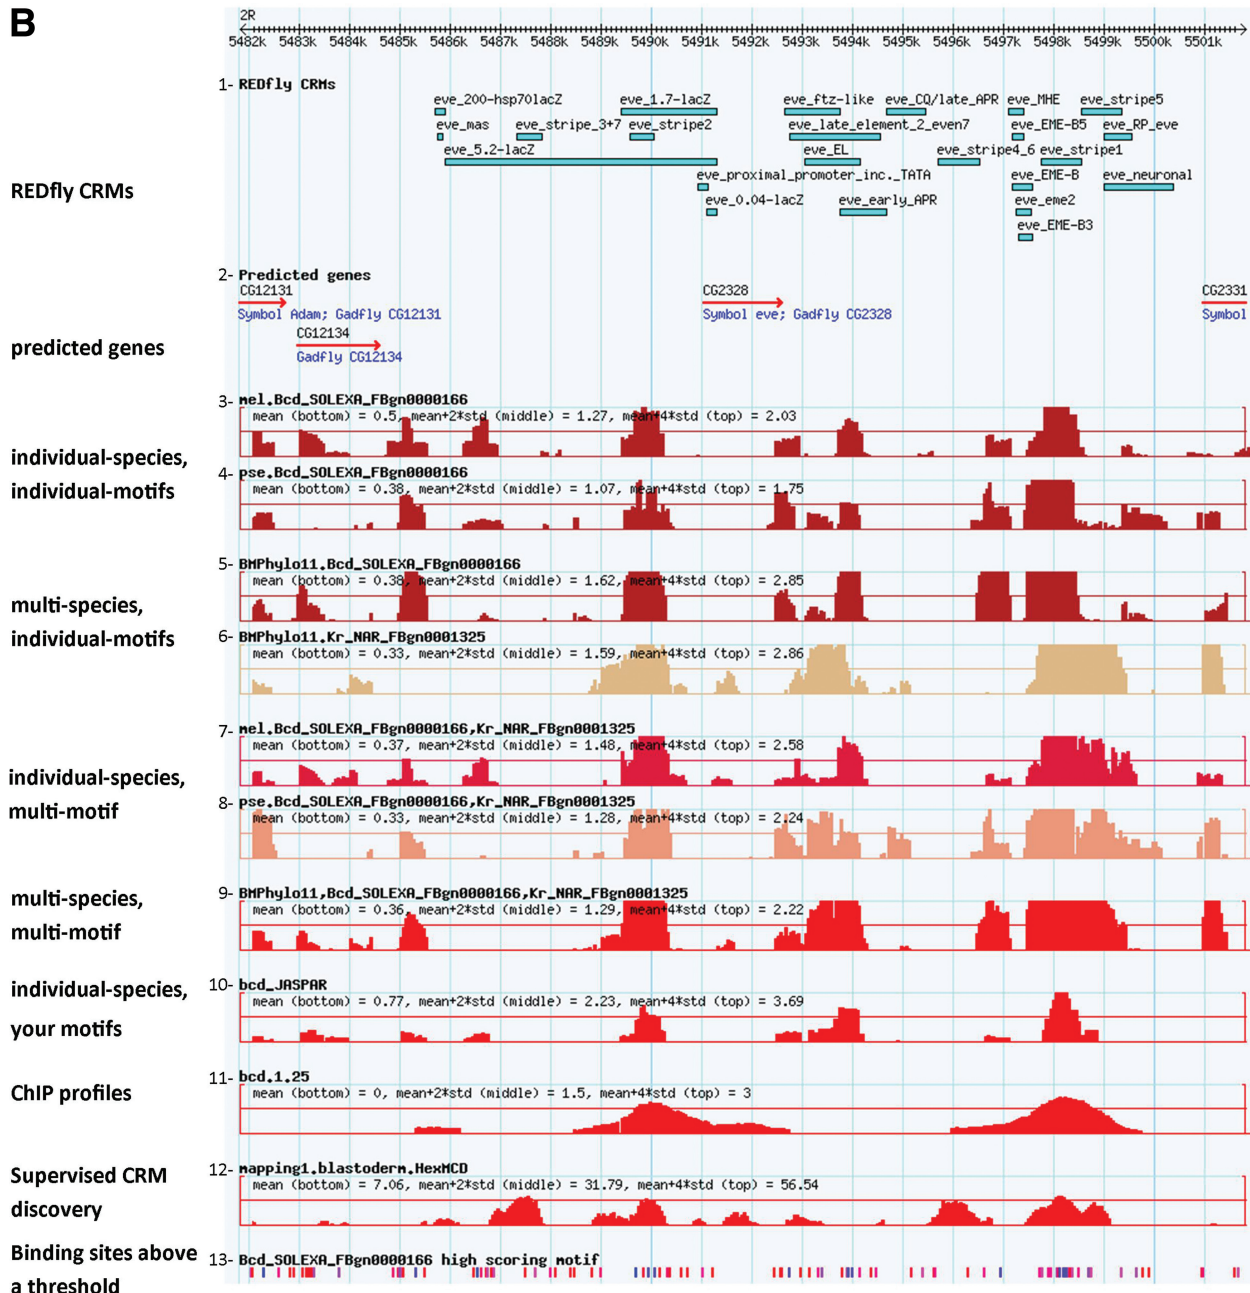 B
2R
5482k 5483k 5484k 5485k 5486k 5487k 5488k 5489k 5490k 5491k 5492k 5493k 5494k 5495k 5496k 5497k 5498k 5499k 5500k 5501k
1- REDfly CRMs
eve_200-hsp70lacZ eve_1.7-lacZ eve_ftz-like eve_CQ/late_APR eve_MHE eve_stripe5
eve_mas eve_stripe_3+7 eve_stripe2 eve_late_element_2_even7 eve_EME-B5 eve_RP_eve
eve_5.2-lacZ eve_EL eve_stripe4_6 eve_stripe1
REDfly CRMs
eve_proximal_promoter_inc._TATA eve_EME-B eve_neuronal
eve_0.04-lacZ eve_early_APR eve_eme2
eve_EME-B3
2- Predicted genes
CG12131 CG2328 CG2331
Symbol Adam; Gadfly CG12131 Symbol eve; Gadfly CG2328 Symbol
CG12134
predicted genes
Gadfly CG12134
3- mel.Bcd_SOLEXA_FBgn0000166
mean (bottom) = 0.5, mean+2*std (middle) = 1.27, mean+4*std (top) = 2.03
individual-species,
individual-motifs
4- pse.Bcd_SOLEXA_FBgn0000166
mean (bottom) = 0.38, mean+2*std (middle) = 1.07, mean+4*std (top) = 1.75
5- BMPhylo11.Bcd_SOLEXA_FBgn0000166
mean (bottom) = 0.38, mean+2*std (middle) = 1.62, mean+4*std (top) = 2.85
multi-species,
individual-motifs
6- BMPhylo11.Kr_NAR_FBgn0001325
mean (bottom) = 0.33, mean+2*std (middle) = 1.59, mean+4*std (top) = 2.86
7- mel.Bcd_SOLEXA_FBgn0000166,Kr_NAR_FBgn0001325
mean (bottom) = 0.37, mean+2*std (middle) = 1.48, mean+4*std (top) = 2.58
individual-species,
multi-motif
8- pse.Bcd_SOLEXA_FBgn0000166,Kr_NAR_FBgn0001325
mean (bottom) = 0.33, mean+2*std (middle) = 1.28, mean+4*std (top) = 2.24
9- BMPhylo11,Bcd_SOLEXA_FBgn0000166,Kr_NAR_FBgn0001325
mean (bottom) = 0.36, mean+2*std (middle) = 1.29, mean+4*std (top) = 2.22
multi-species,
multi-motif
10- bcd_JASPAR
mean (bottom) = 0.77, mean+2*std (middle) = 2.23, mean+4*std (top) = 3.69
individual-species,
your motifs
11- bcd.1.25
mean (bottom) = 0, mean+2*std (middle) = 1.5, mean+4*std (top) = 3
ChIP profiles
12- mapping1.blastoderm.HexMCD
mean (bottom) = 7.06, mean+2*std (middle) = 31.79, mean+4*std (top) = 56.54
Supervised CRM
discovery
13- Bcd_SOLEXA_FBgn0000166 high scoring motif
Binding sites above
a threshold